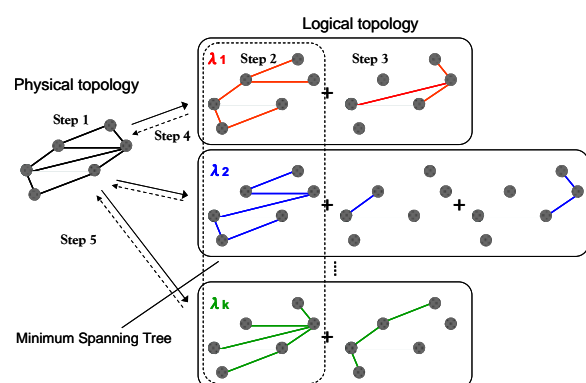 Logical topology
λ1
Step 2
Step 3
+
Physical topology
Step 1
Step 4
λ2
+
+
Step 5
λk
+
Minimum Spanning Tree